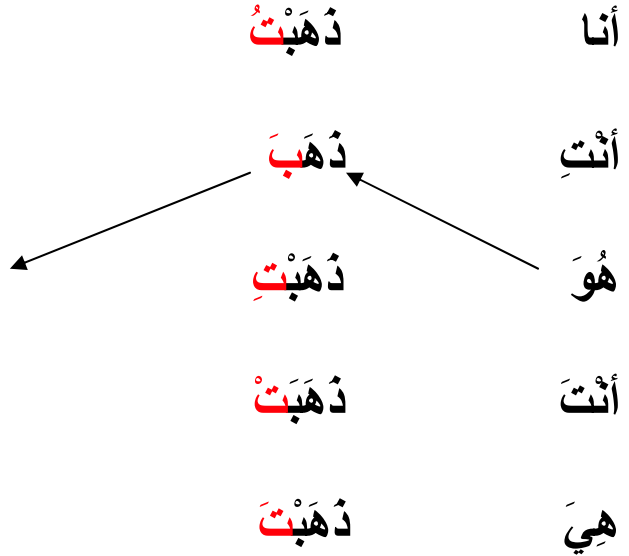 أنا ذَهَبْتُ
أنْتِ ذَهَبَ
هُوَ ذَهَبْتِ
أنْتَ ذَهَبَتْ
هِيَ ذَهَبْتَ